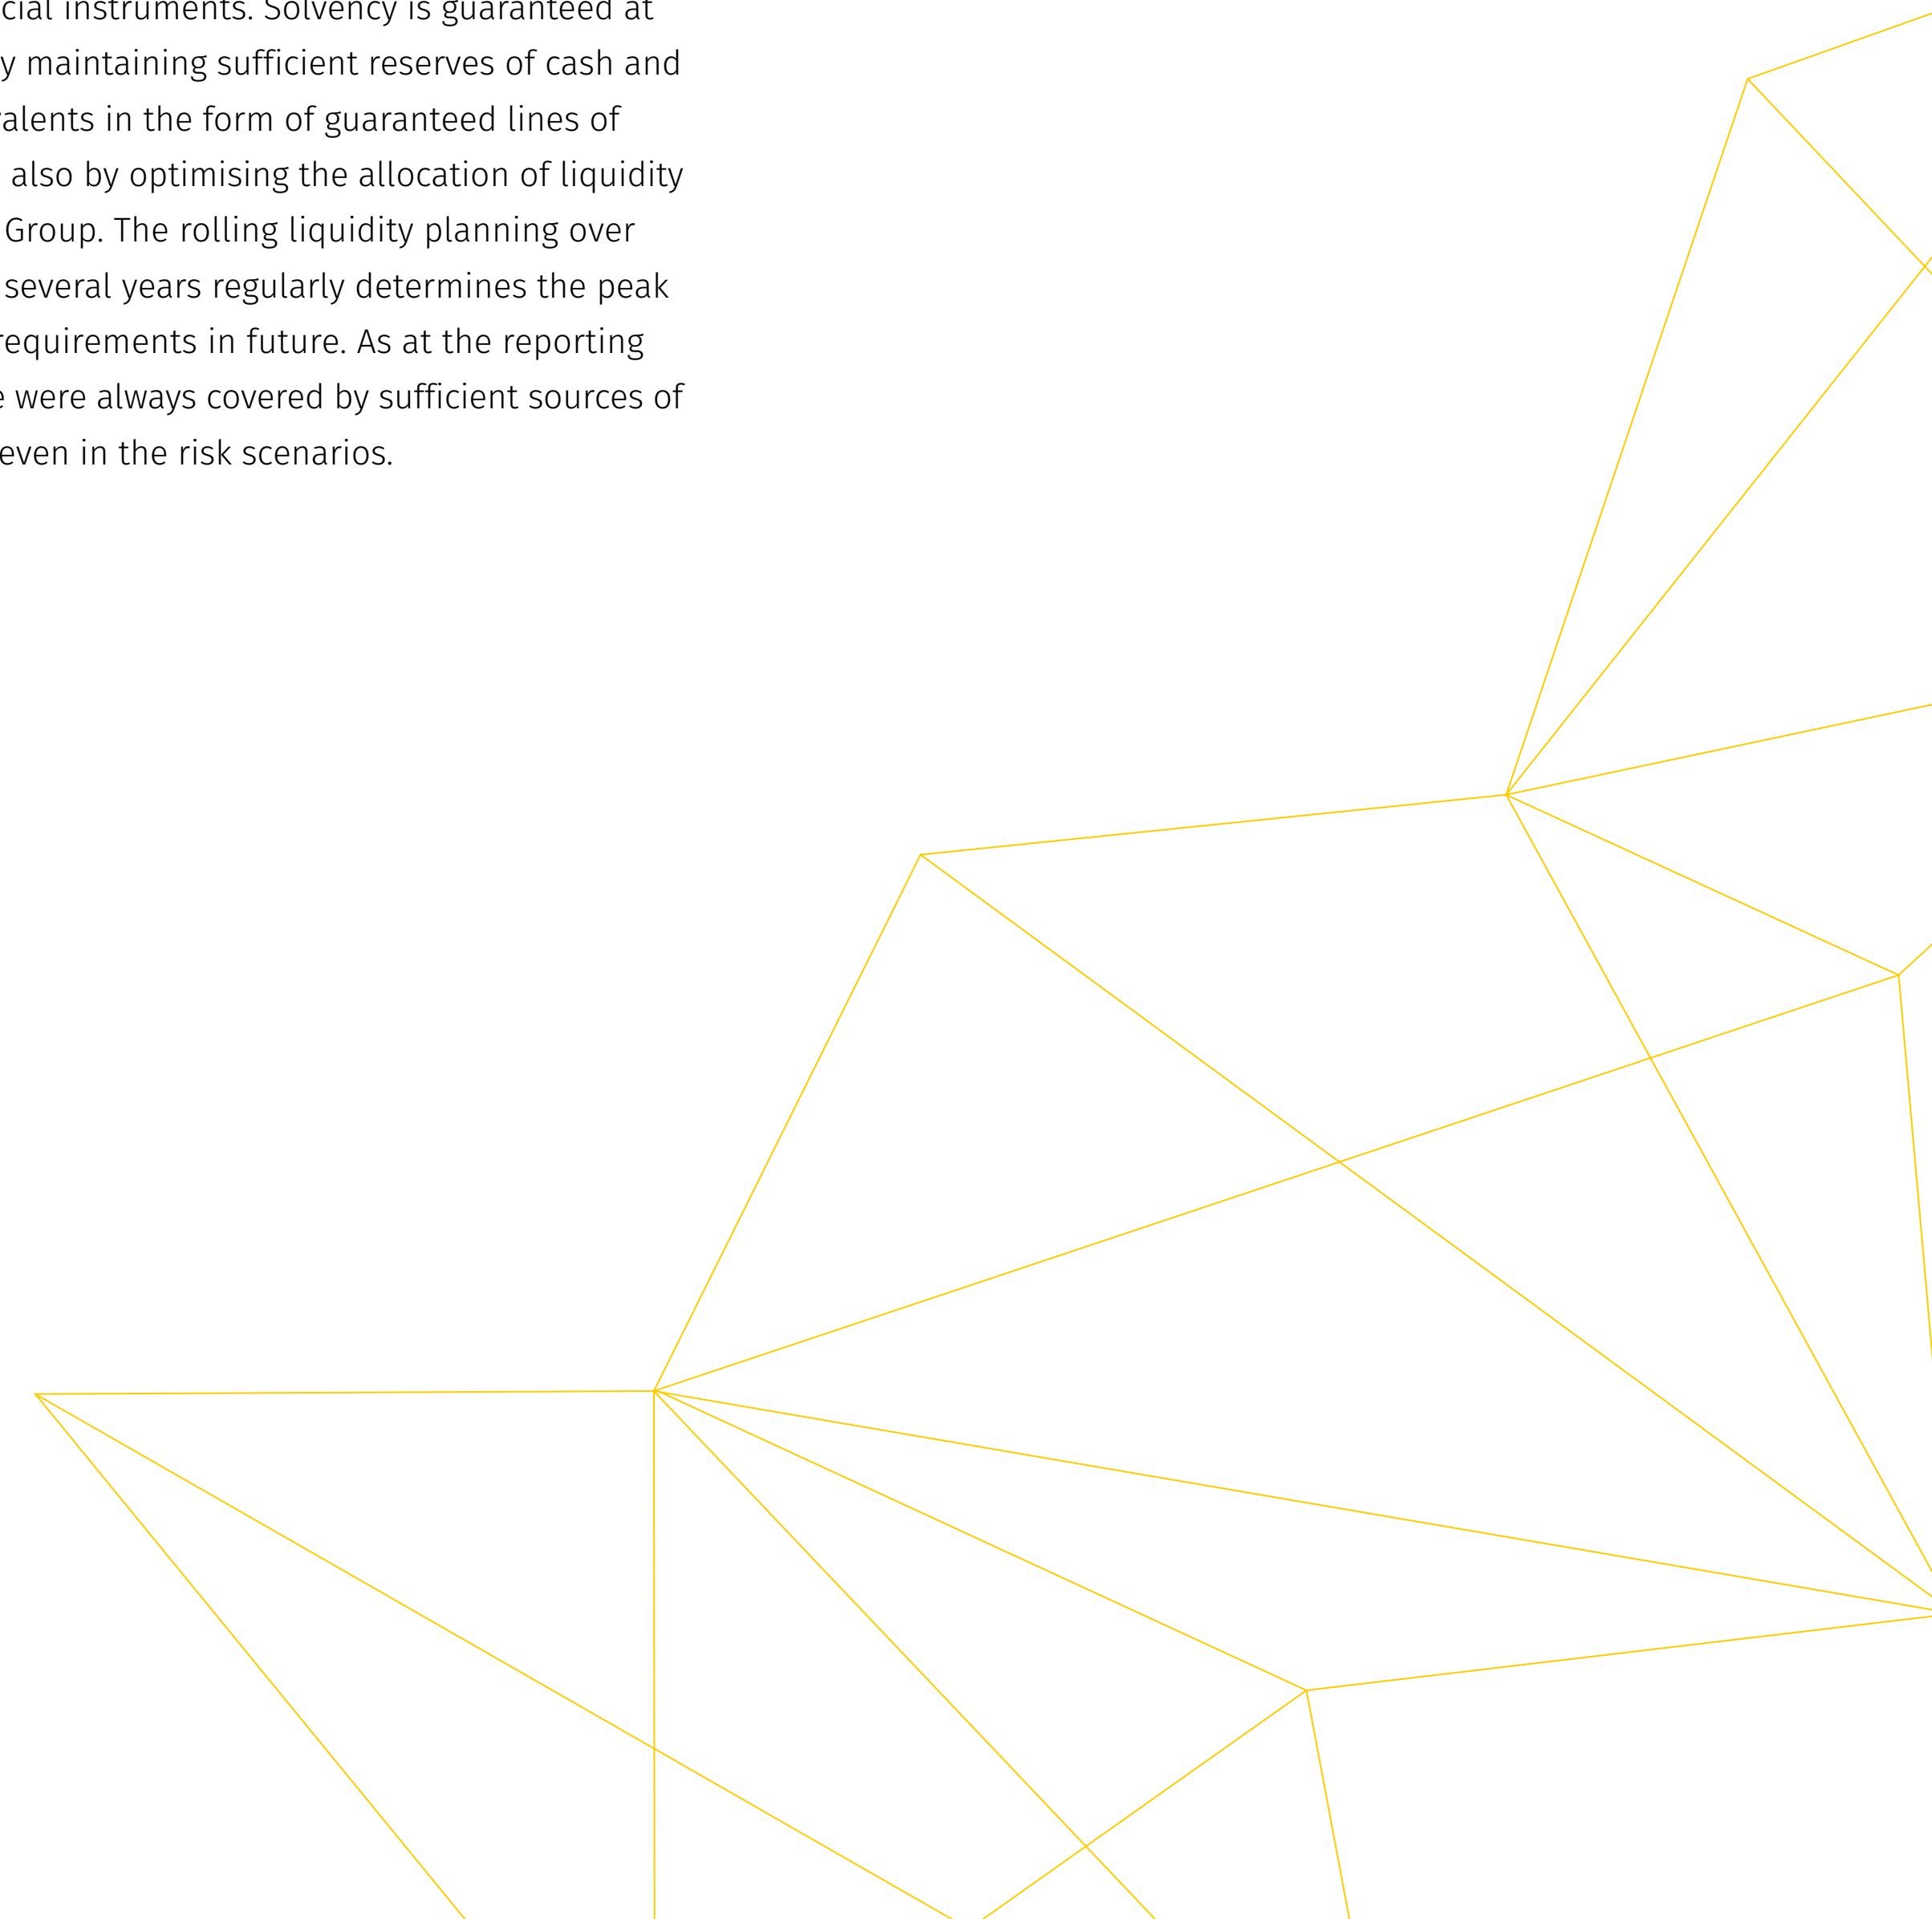 cial instruments. Solvency is guaranteed at
y maintaining sufficient reserves of cash and
alents in the form of guaranteed lines of
also by optimising the allocation of liquidity
Group. The rolling liquidity planning over
several years regularly determines the peak
requirements in future. As at the reporting
e were always covered by sufficient sources of
even in the risk scenarios.